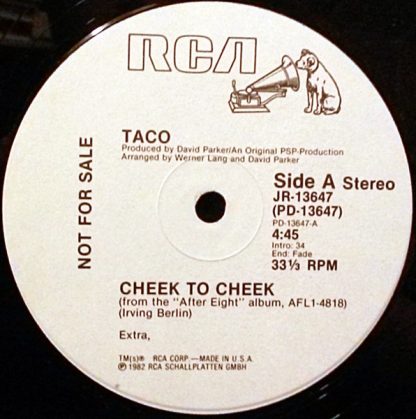 RCA
NOT FOR SALE
TACO
Produced by David Parker/An Original PSP-Production
Arranged by Werner Lang and David Parker
Side A Stereo
JR-13647
(PD-13647)
PD-13647-A
4:45
Intro: 34
End: Fade
33⅓ RPM
CHEEK TO CHEEK
(from the "After Eight" album, AFL1-4818)
(Irving Berlin)
Extra,
TM(s)® RCA CORP.—MADE IN U.S.A.
℗ 1982 RCA SCHALLPLATTEN GMBH